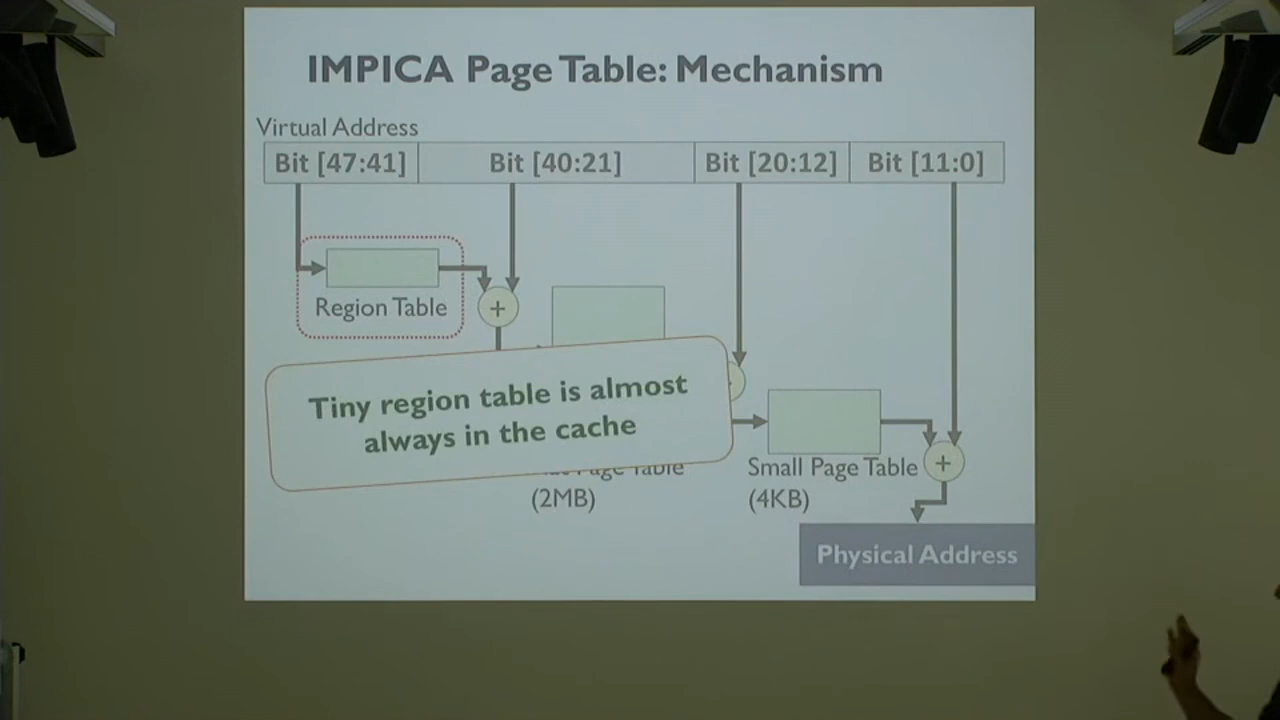 IMPICA Page Table: Mechanism
Virtual Address
Bit [47:41] Bit [40:21] Bit [20:12] Bit [11:0]
Region Table
+
Tiny region table is almost
always in the cache
Page Table
(2MB)
Small Page Table
(4KB)
+
Physical Address